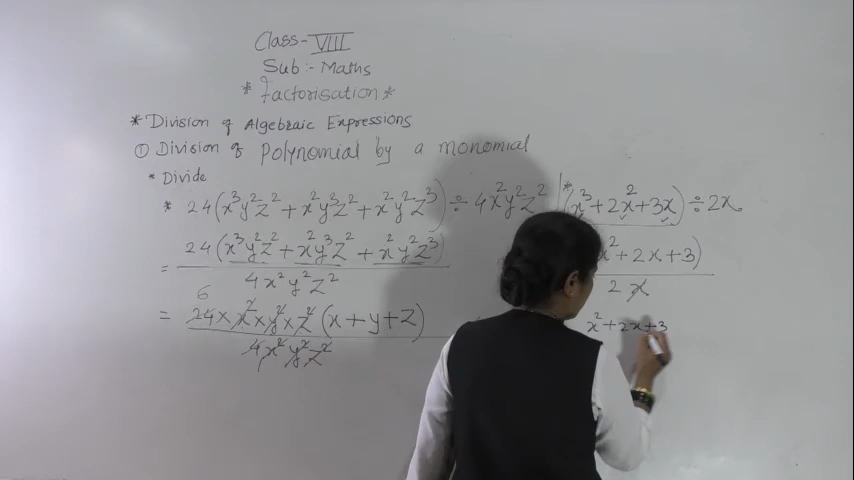 Class-VIII
Sub :- Maths
* Factorisation *
* Division of Algebraic Expressions
① Division of Polynomial by a monomial
* Divide
* 24(x³y²z² + x²y³z² + x²y²z³) ÷ 4x²y²z²
= 24(x³y²z² + x²y³z² + x²y²z³)
4x²y²z²
6
= 24 × x² × y² × z² (x + y + z)
4x²y²z²
* (x³ + 2x² + 3x) ÷ 2x
x² + 2x + 3)
2x
x² + 2x + 3